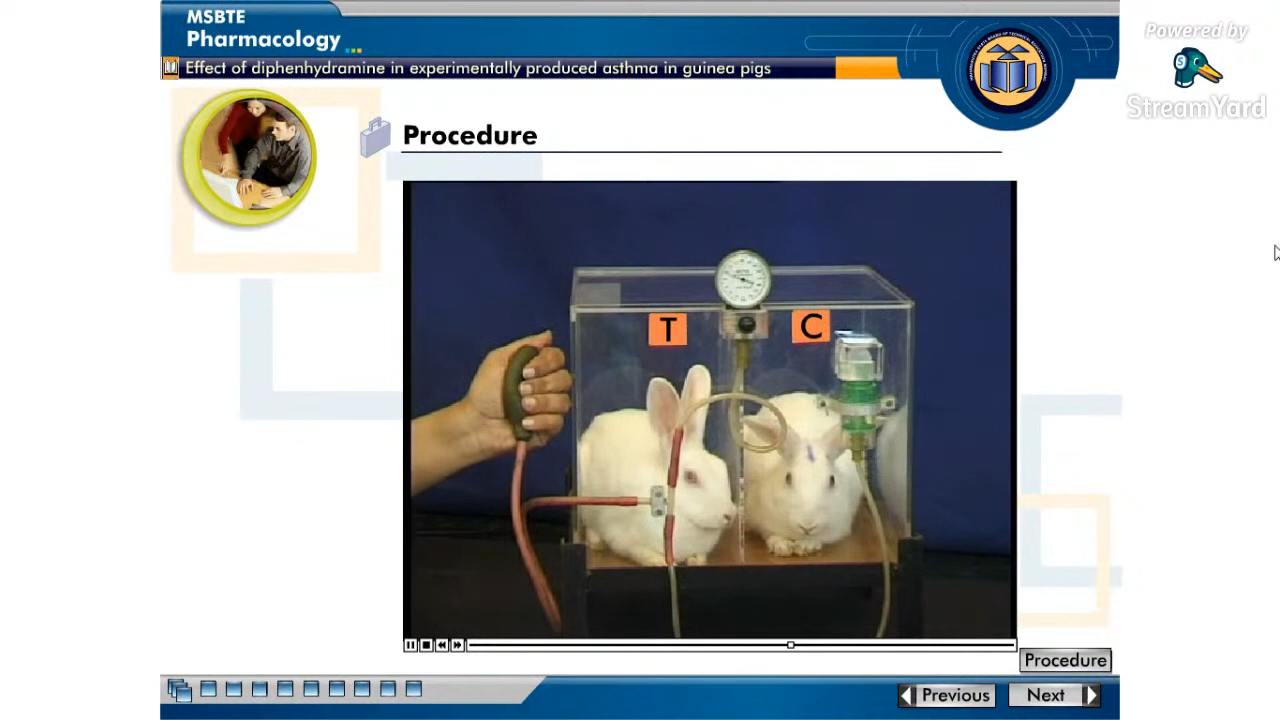 MSBTE
Pharmacology
Effect of diphenhydramine in experimentally produced asthma in guinea pigs
Powered by
StreamYard
Procedure
T
C
Procedure
Previous
Next